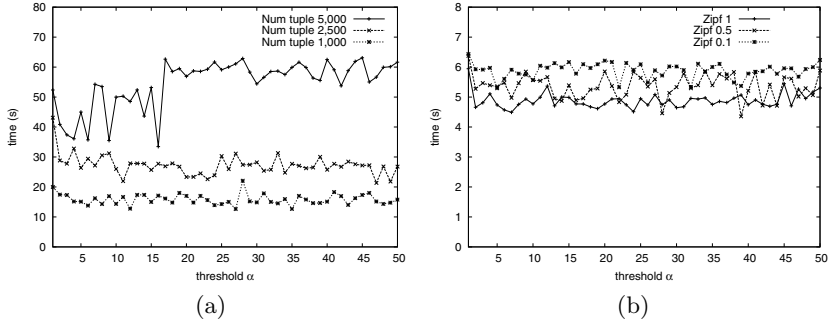 80
70
60
50
40
30
20
10
0
time (s)
5 10 15 20 25 30 35 40 45 50
threshold α
Num tuple 5,000
Num tuple 2,500
Num tuple 1,000
(a)
8
7
6
5
4
3
2
1
0
time (s)
5 10 15 20 25 30 35 40 45 50
threshold α
Zipf 1
Zipf 0.5
Zipf 0.1
(b)